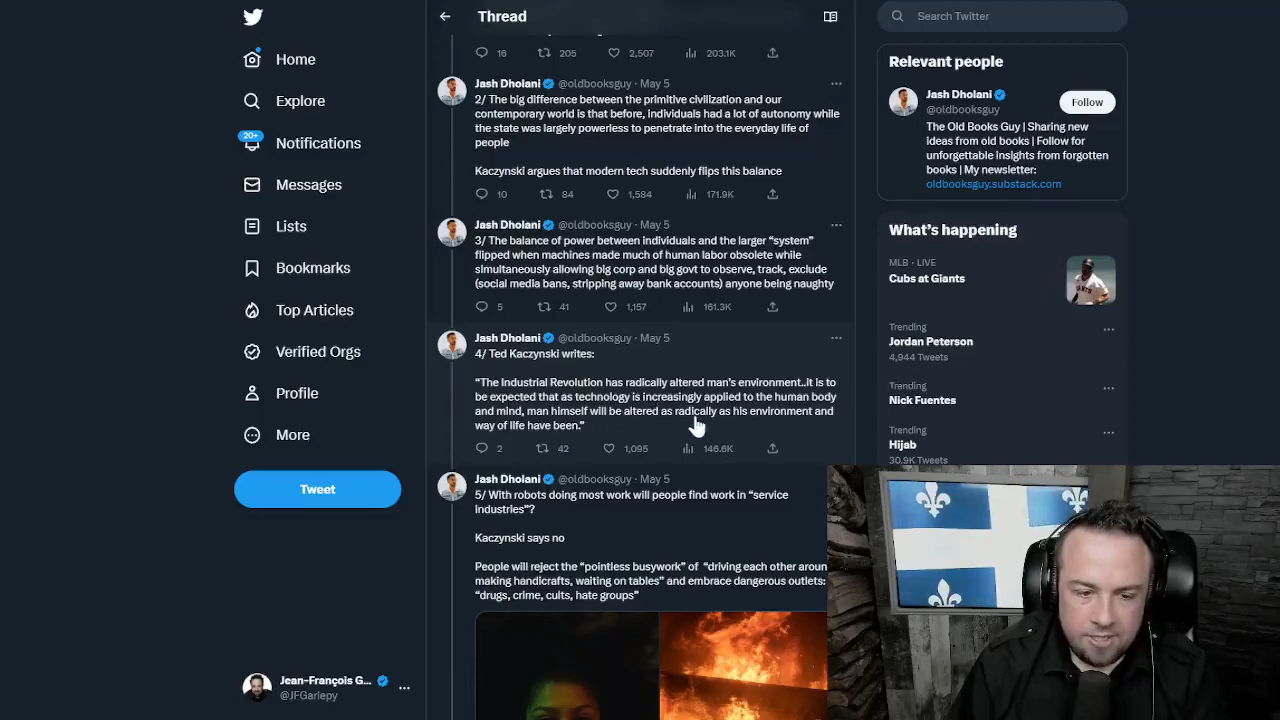 Home
Explore
20+
Notifications
Messages
Lists
Bookmarks
Top Articles
Verified Orgs
Profile
More
Tweet
Jean-François G...
@JFGariepy
Thread
16 205 2,507 203.1K
Jash Dholani @oldbooksguy · May 5
2/ The big difference between the primitive civilization and our
contemporary world is that before, individuals had a lot of autonomy while
the state was largely powerless to penetrate into the everyday life of
people
Kaczynski argues that modern tech suddenly flips this balance
10 84 1,584 171.9K
Jash Dholani @oldbooksguy · May 5
3/ The balance of power between individuals and the larger “system”
flipped when machines made much of human labor obsolete while
simultaneously allowing big corp and big govt to observe, track, exclude
(social media bans, stripping away bank accounts) anyone being naughty
5 41 1,157 161.3K
Jash Dholani @oldbooksguy · May 5
4/ Ted Kaczynski writes:
“The Industrial Revolution has radically altered man’s environment..it is to
be expected that as technology is increasingly applied to the human body
and mind, man himself will be altered as radically as his environment and
way of life have been.”
2 42 1,095 146.6K
Jash Dholani @oldbooksguy · May 5
5/ With robots doing most work will people find work in “service
industries”?
Kaczynski says no
People will reject the “pointless busywork” of “driving each other aroun
making handicrafts, waiting on tables” and embrace dangerous outlets:
“drugs, crime, cults, hate groups”
Search Twitter
Relevant people
Jash Dholani
@oldbooksguy
Follow
The Old Books Guy | Sharing new
ideas from old books | Follow for
unforgettable insights from forgotten
books | My newsletter:
oldbooksguy.substack.com
What’s happening
MLB · LIVE
Cubs at Giants
Trending
Jordan Peterson
4,944 Tweets
Trending
Nick Fuentes
Trending
Hijab
30.9K Tweets